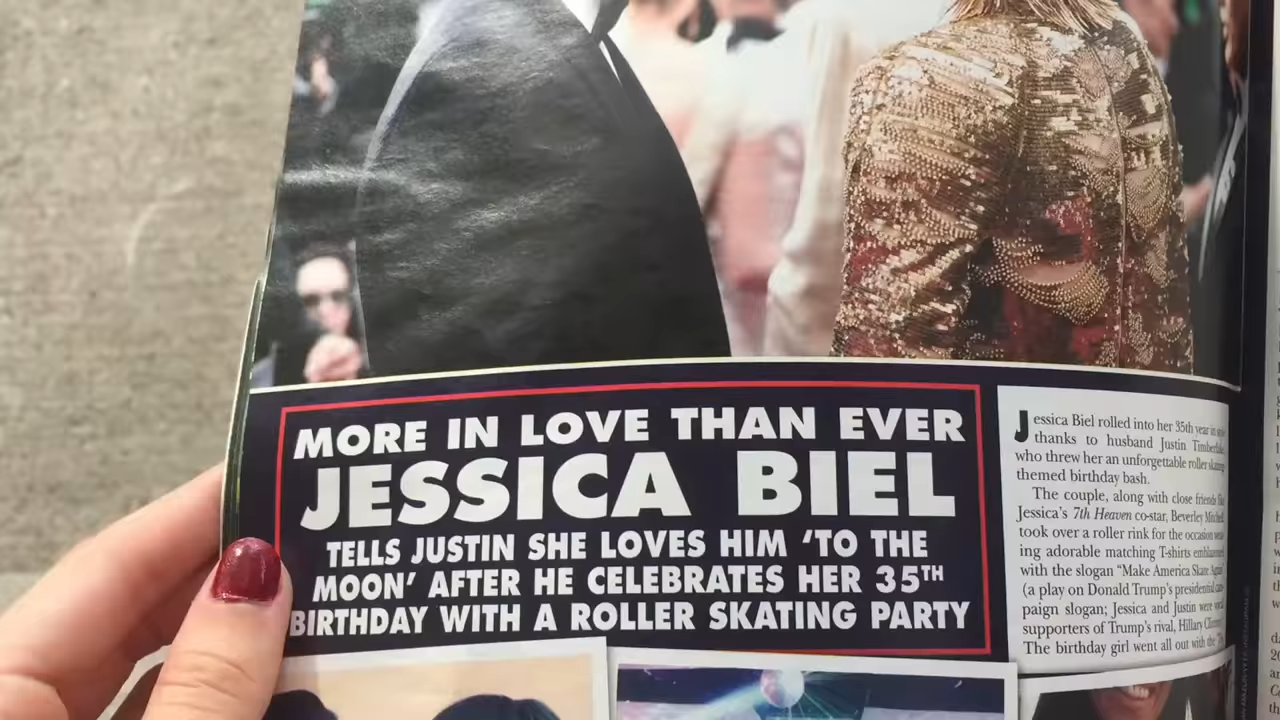 MORE IN LOVE THAN EVER
JESSICA BIEL
TELLS JUSTIN SHE LOVES HIM ‘TO THE
MOON’ AFTER HE CELEBRATES HER 35TH
BIRTHDAY WITH A ROLLER SKATING PARTY
Jessica Biel rolled into her 35th year in
thanks to husband Justin
who threw her an unforgettable roller
themed birthday bash.
The couple, along with close friends
Jessica's 7th Heaven co-star, Beverley
took over a roller rink for the occasion
ing adorable matching T-shirts
with the slogan “Make America Skate
(a play on Donald Trump's presidential
paign slogan; Jessica and Justin were
supporters of Trump's rival, Hillary
The birthday girl went all out with the